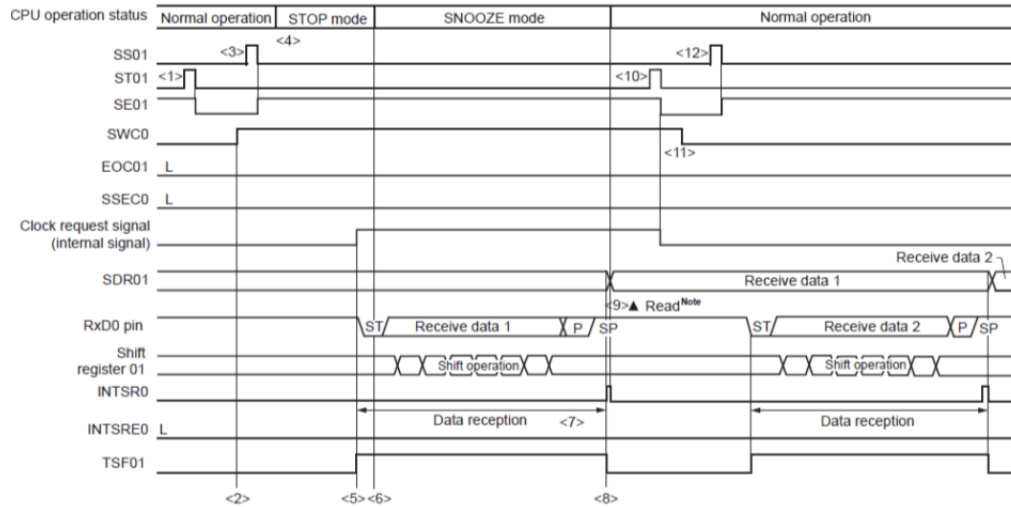 CPU operation status Normal operation STOP mode SNOOZE mode Normal operation
<3> <4> <12>
SS01
ST01 <1> <10>
SE01
SWC0
<11>
EOC01 L
SSEC0 L
Clock request signal
(internal signal)
Receive data 2
SDR01 Receive data 1
<9>▲ Read Note
RxD0 pin ST Receive data 1 P SP ST Receive data 2 P SP
Shift
register 01 Shift operation Shift operation
INTSR0
Data reception <7> Data reception
INTSRE0 L
TSF01
<2> <5><6> <8>